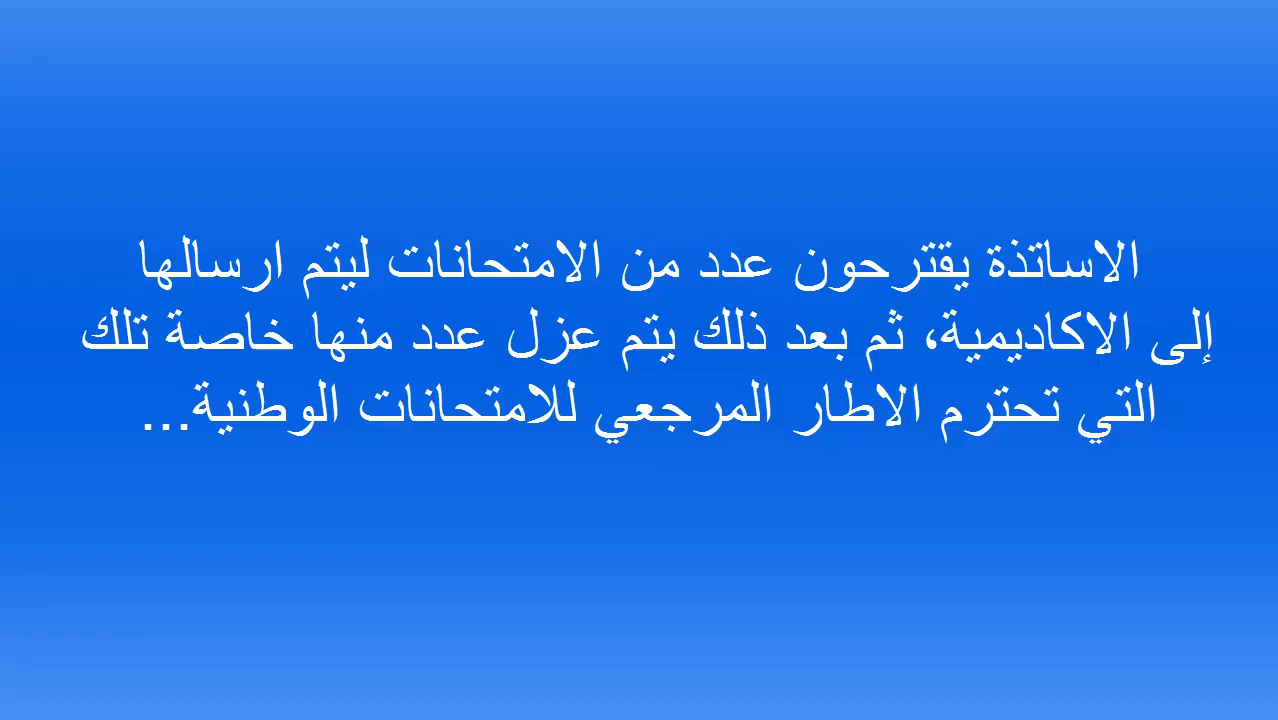 الاساتذة يقترحون عدد من الامتحانات ليتم ارسالها
إلى الاكاديمية، ثم بعد ذلك يتم عزل عدد منها خاصة تلك
التي تحترم الاطار المرجعي للامتحانات الوطنية...